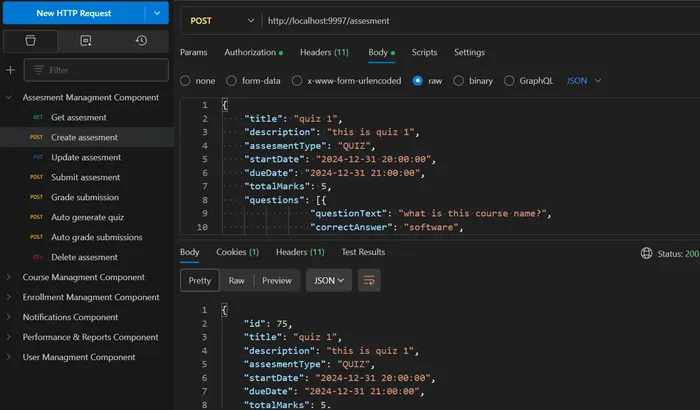 New HTTP Request
Filter
Assesment Managment Component
GET Get assesment
POST Create assesment
PUT Update assesment
POST Submit assesment
POST Grade submission
POST Auto generate quiz
POST Auto grade submissions
DEL Delete assesment
Course Managment Component
Enrollment Managment Component
Notifications Component
Performance & Reports Component
User Managment Component
POST http://localhost:9997/assesment
Params Authorization Headers (11) Body Scripts Settings
none form-data x-www-form-urlencoded raw binary GraphQL JSON
1 {
2 "title": "quiz 1",
3 "description": "this is quiz 1",
4 "assesmentType": "QUIZ",
5 "startDate": "2024-12-31 20:00:00",
6 "dueDate": "2024-12-31 21:00:00",
7 "totalMarks": 5,
8 "questions": [{
9 "questionText": "what is this course name?",
10 "correctAnswer": "software",
Body Cookies (1) Headers (11) Test Results Status: 200
Pretty Raw Preview JSON
1 {
2 "id": 75,
3 "title": "quiz 1",
4 "description": "this is quiz 1",
5 "assesmentType": "QUIZ",
6 "startDate": "2024-12-31 20:00:00",
7 "dueDate": "2024-12-31 21:00:00",
8 "totalMarks": 5,